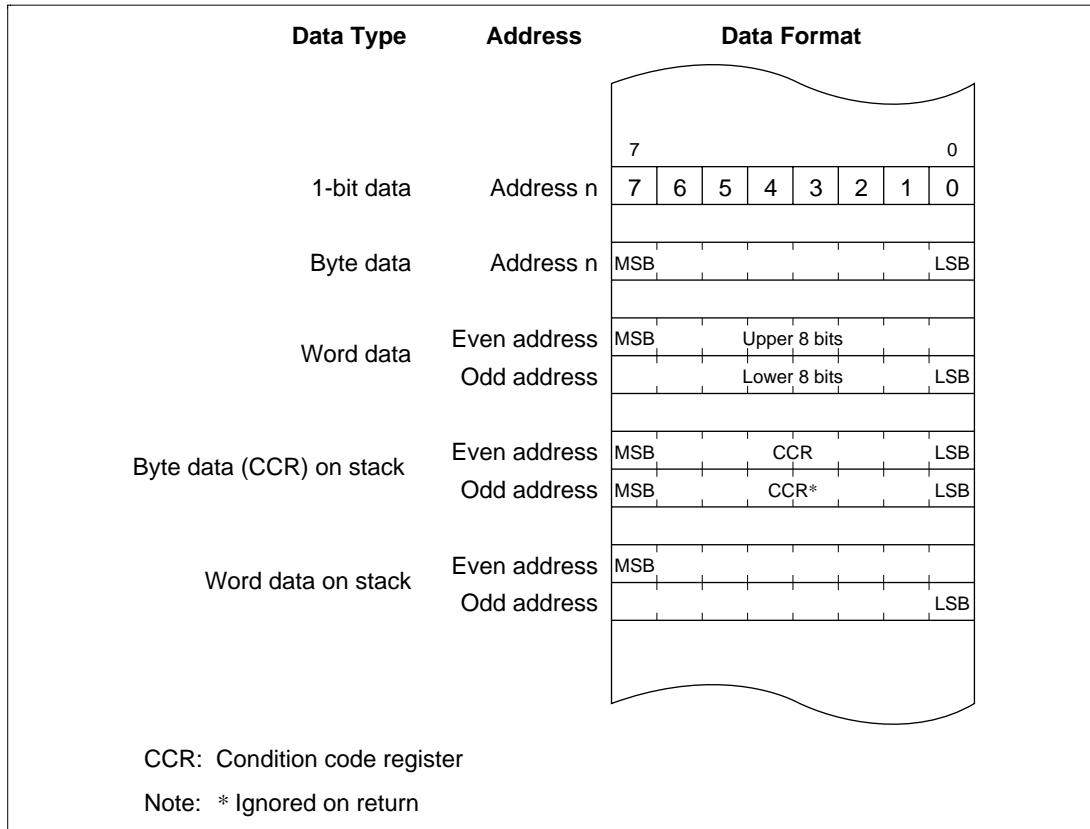 Data Type Address Data Format
7 0
1-bit data Address n 7 6 5 4 3 2 1 0
Byte data Address n MSB LSB
Word data
Even address MSB Upper 8 bits
Odd address Lower 8 bits LSB
Byte data (CCR) on stack
Even address MSB CCR LSB
Odd address MSB CCR* LSB
Word data on stack
Even address MSB
Odd address LSB
CCR: Condition code register
Note: * Ignored on return